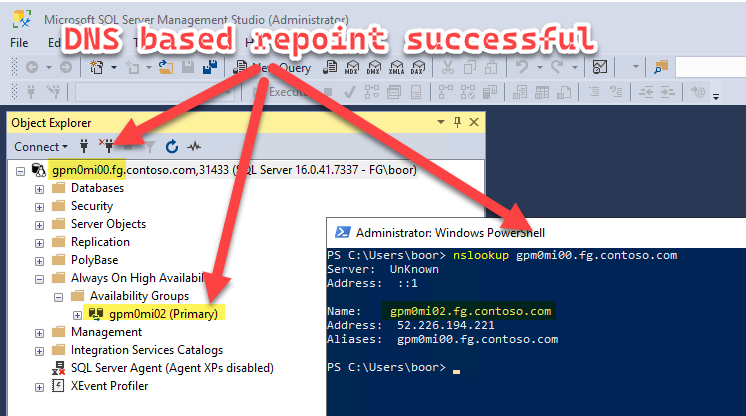 Microsoft SQL Server Management Studio (Administrator)
DNS based repoint successful
File
New Query
MDX DMX XMLA DAX
Execute
Object Explorer
Connect
gpm0mi00.fg.contoso.com,31433 (SQL Server 16.0.41.7337 - FG\boor)
Databases
Security
Server Objects
Replication
PolyBase
Always On High Availabi
Availability Groups
gpm0mi02 (Primary)
Management
Integration Services Catalogs
SQL Server Agent (Agent XPs disabled)
XEvent Profiler
Administrator: Windows PowerShell
PS C:\Users\boor> nslookup gpm0mi00.fg.contoso.com
Server: UnKnown
Address: ::1
Name: gpm0mi02.fg.contoso.com
Address: 52.226.194.221
Aliases: gpm0mi00.fg.contoso.com
PS C:\Users\boor>